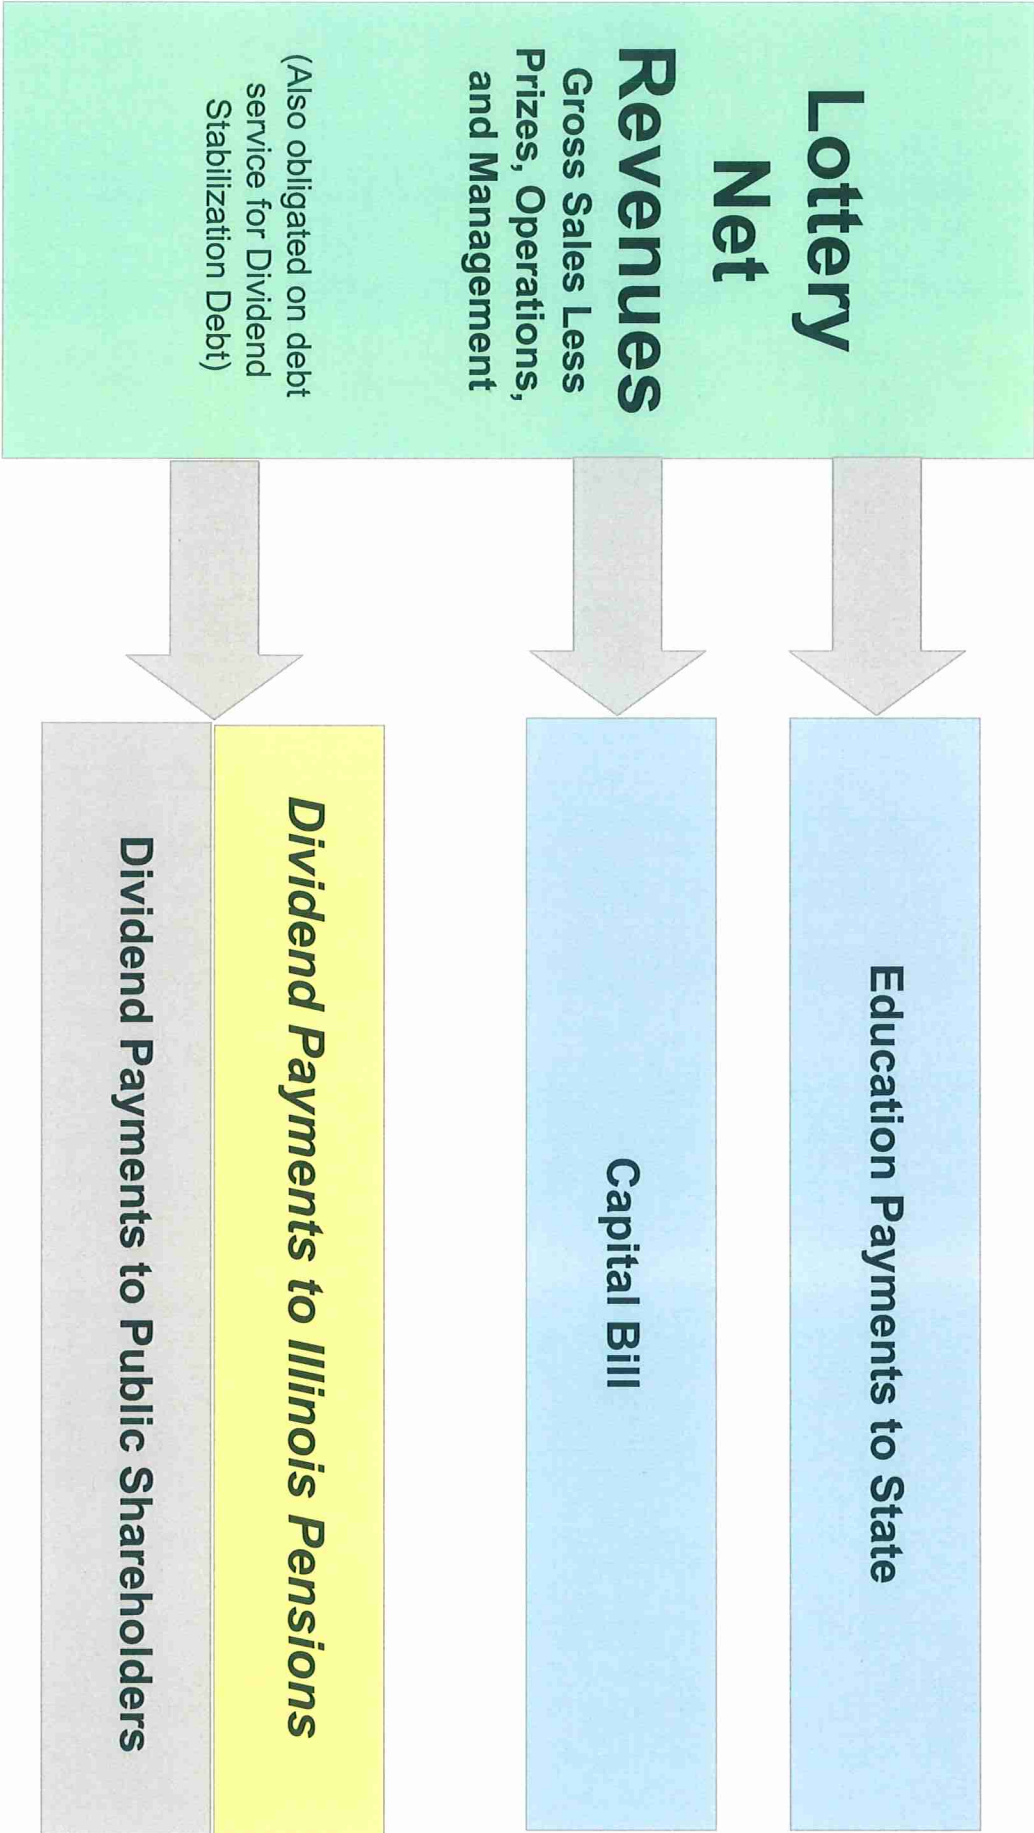 Lottery
Net
Revenues
Gross Sales Less
Prizes, Operations,
and Management
(Also obligated on debt
service for Dividend
Stabilization Debt)
Education Payments to State
Capital Bill
Dividend Payments to Illinois Pensions
Dividend Payments to Public Shareholders